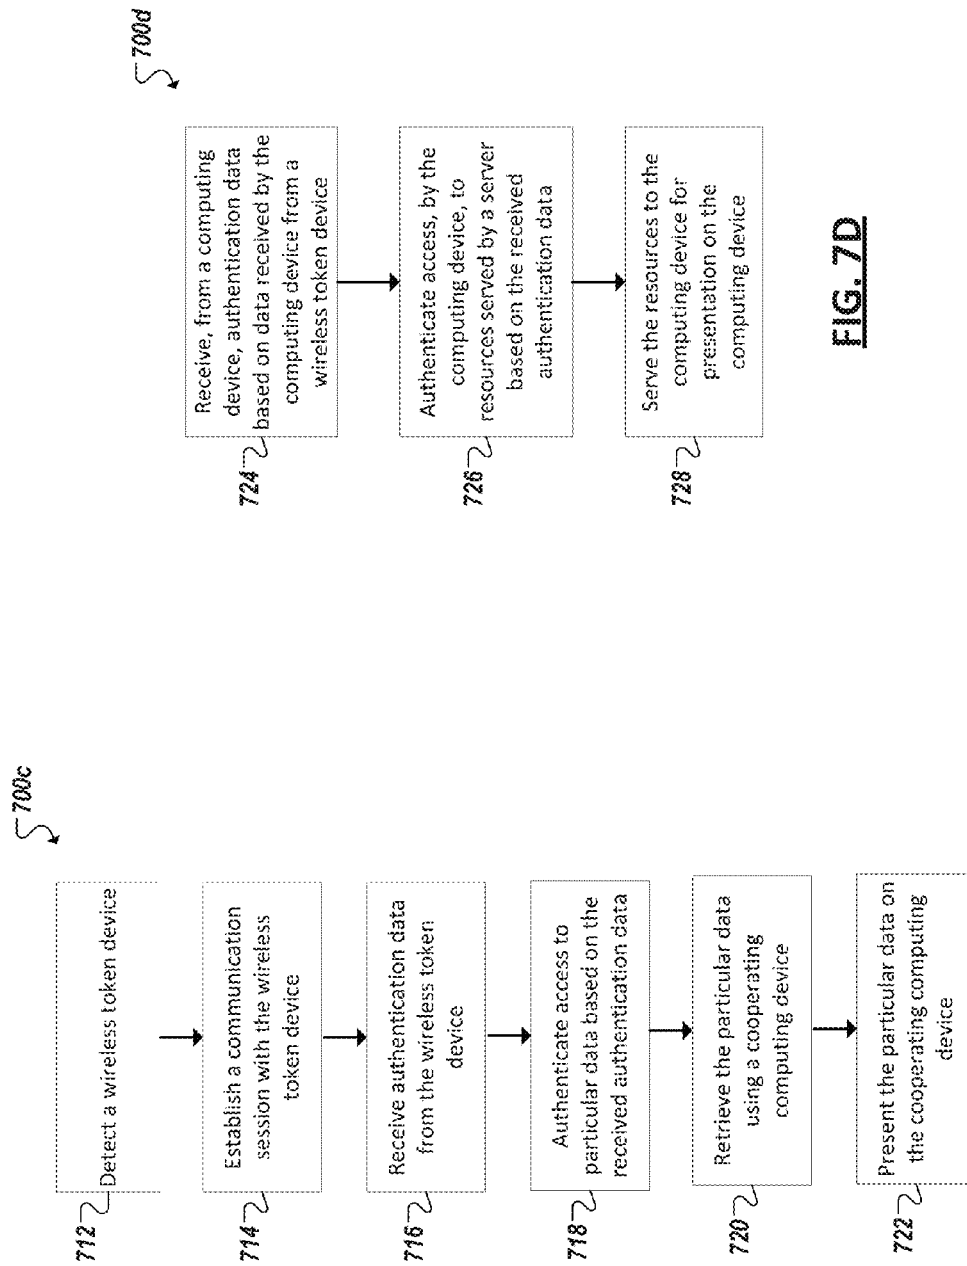 700c
712
Detect a wireless token device
714
Establish a communication
session with the wireless
token device
716
Receive authentication data
from the wireless token
device
718
Authenticate access to
particular data based on the
received authentication data
720
Retrieve the particular data
using a cooperating
computing device
722
Present the particular data on
the cooperating computing
device
700d
724
Receive, from a computing
device, authentication data
based on data received by the
computing device from a
wireless token device
726
Authenticate access, by the
computing device, to
resources served by a server
based on the received
authentication data
728
Serve the resources to the
computing device for
presentation on the
computing device
FIG. 7D